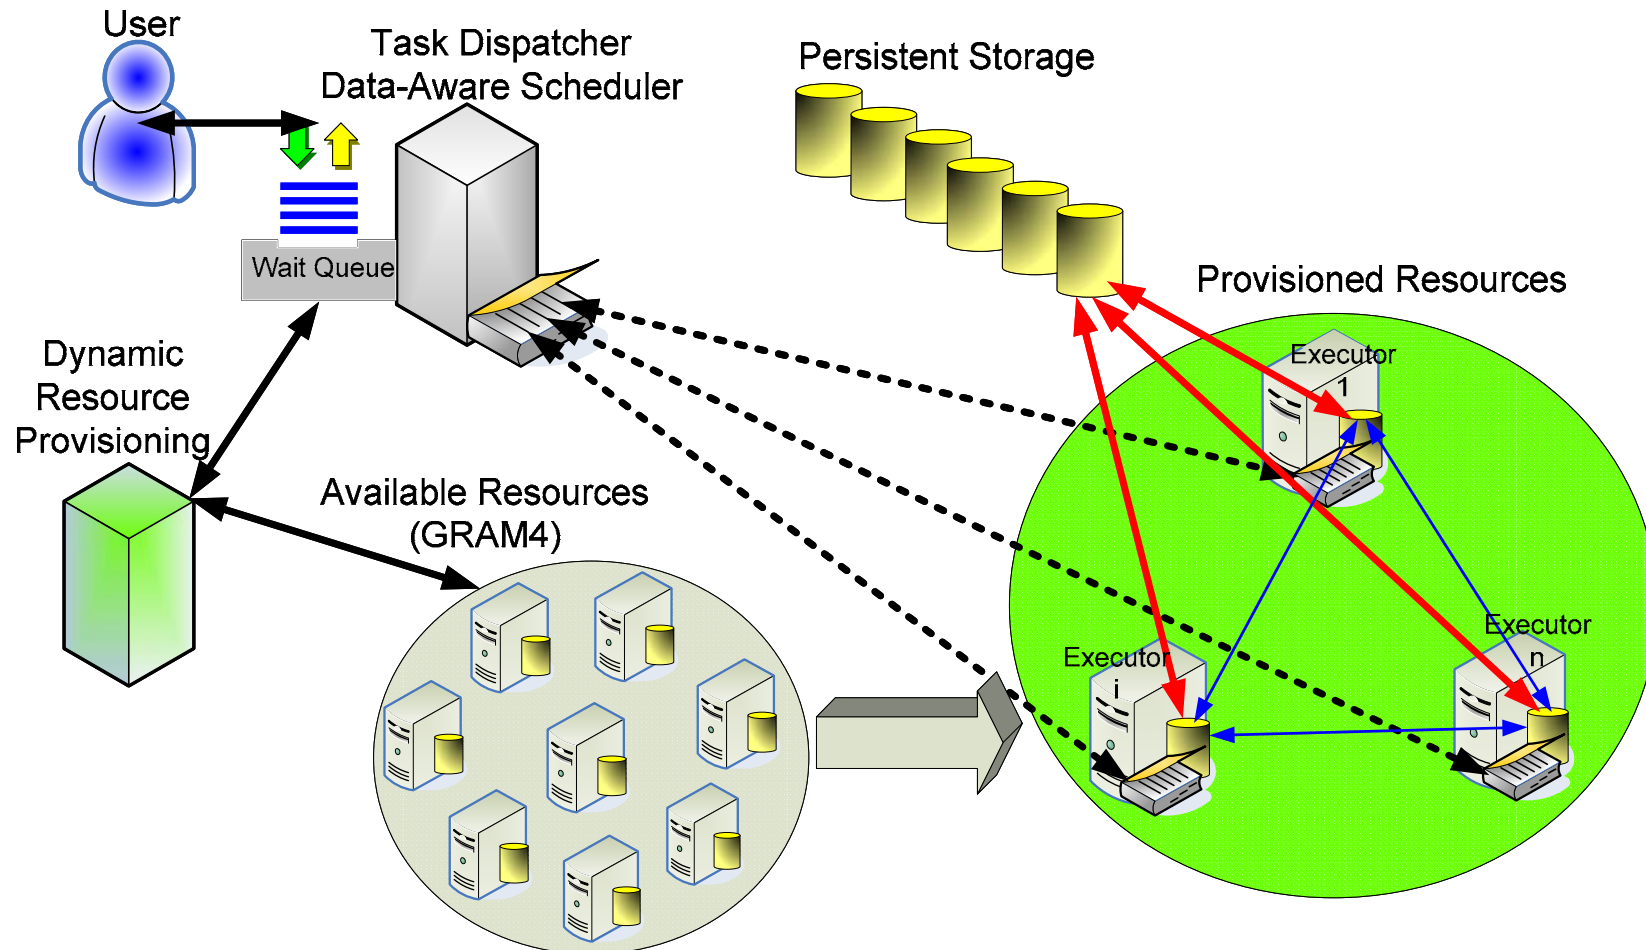 User
Task Dispatcher
Data-Aware Scheduler
Persistent Storage
Wait Queue
Provisioned Resources
Dynamic
Resource
Provisioning
Executor
1
Available Resources
(GRAM4)
Executor
i
Executor
n